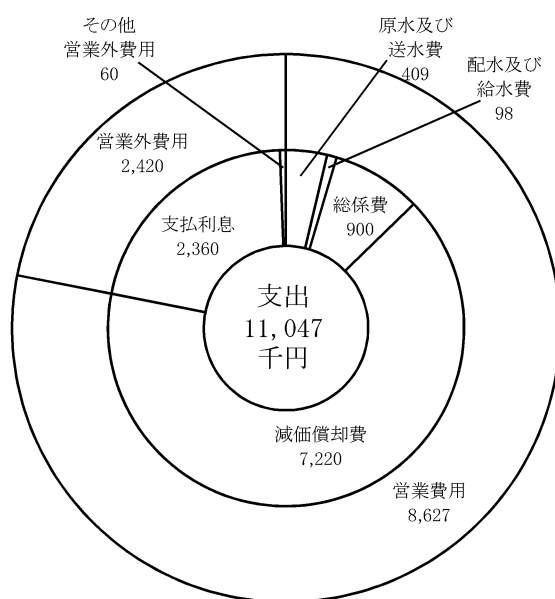 その他
営業外費用
60
原水及び
送水費
409
配水及び
給水費
98
営業外費用
2,420
総係費
900
支払利息
2,360
支出
11,047
千円
減価償却費
7,220
営業費用
8,627